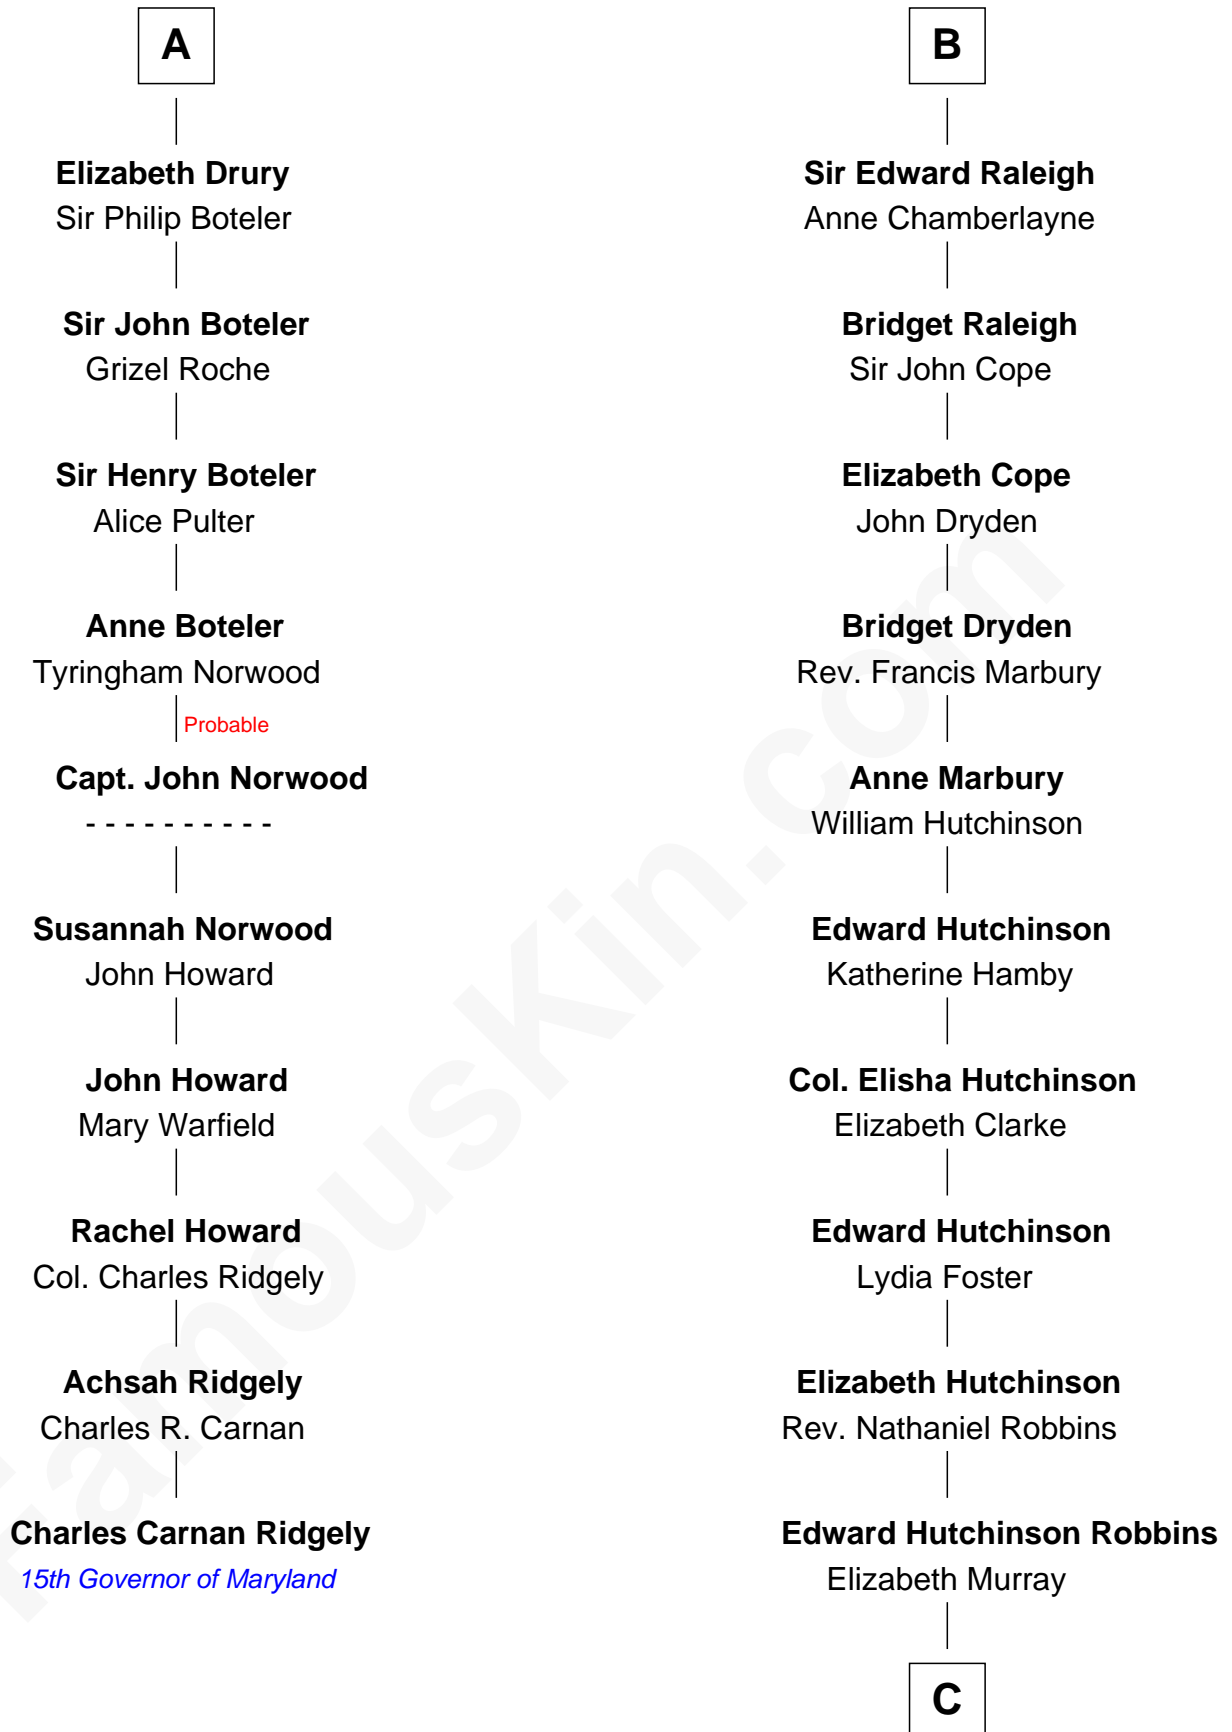 A
Elizabeth Drury
Sir Philip Boteler
Sir John Boteler
Grizel Roche
Sir Henry Boteler
Alice Pulter
Anne Boteler
Tyringham Norwood
Probable
Capt. John Norwood
- - - - - - - - - -
Susannah Norwood
John Howard
John Howard
Mary Warfield
Rachel Howard
Col. Charles Ridgely
Achsah Ridgely
Charles R. Carnan
Charles Carnan Ridgely
15th Governor of Maryland
B
Sir Edward Raleigh
Anne Chamberlayne
Bridget Raleigh
Sir John Cope
Elizabeth Cope
John Dryden
Bridget Dryden
Rev. Francis Marbury
Anne Marbury
William Hutchinson
Edward Hutchinson
Katherine Hamby
Col. Elisha Hutchinson
Elizabeth Clarke
Edward Hutchinson
Lydia Foster
Elizabeth Hutchinson
Rev. Nathaniel Robbins
Edward Hutchinson Robbins
Elizabeth Murray
C
FamousKin.com